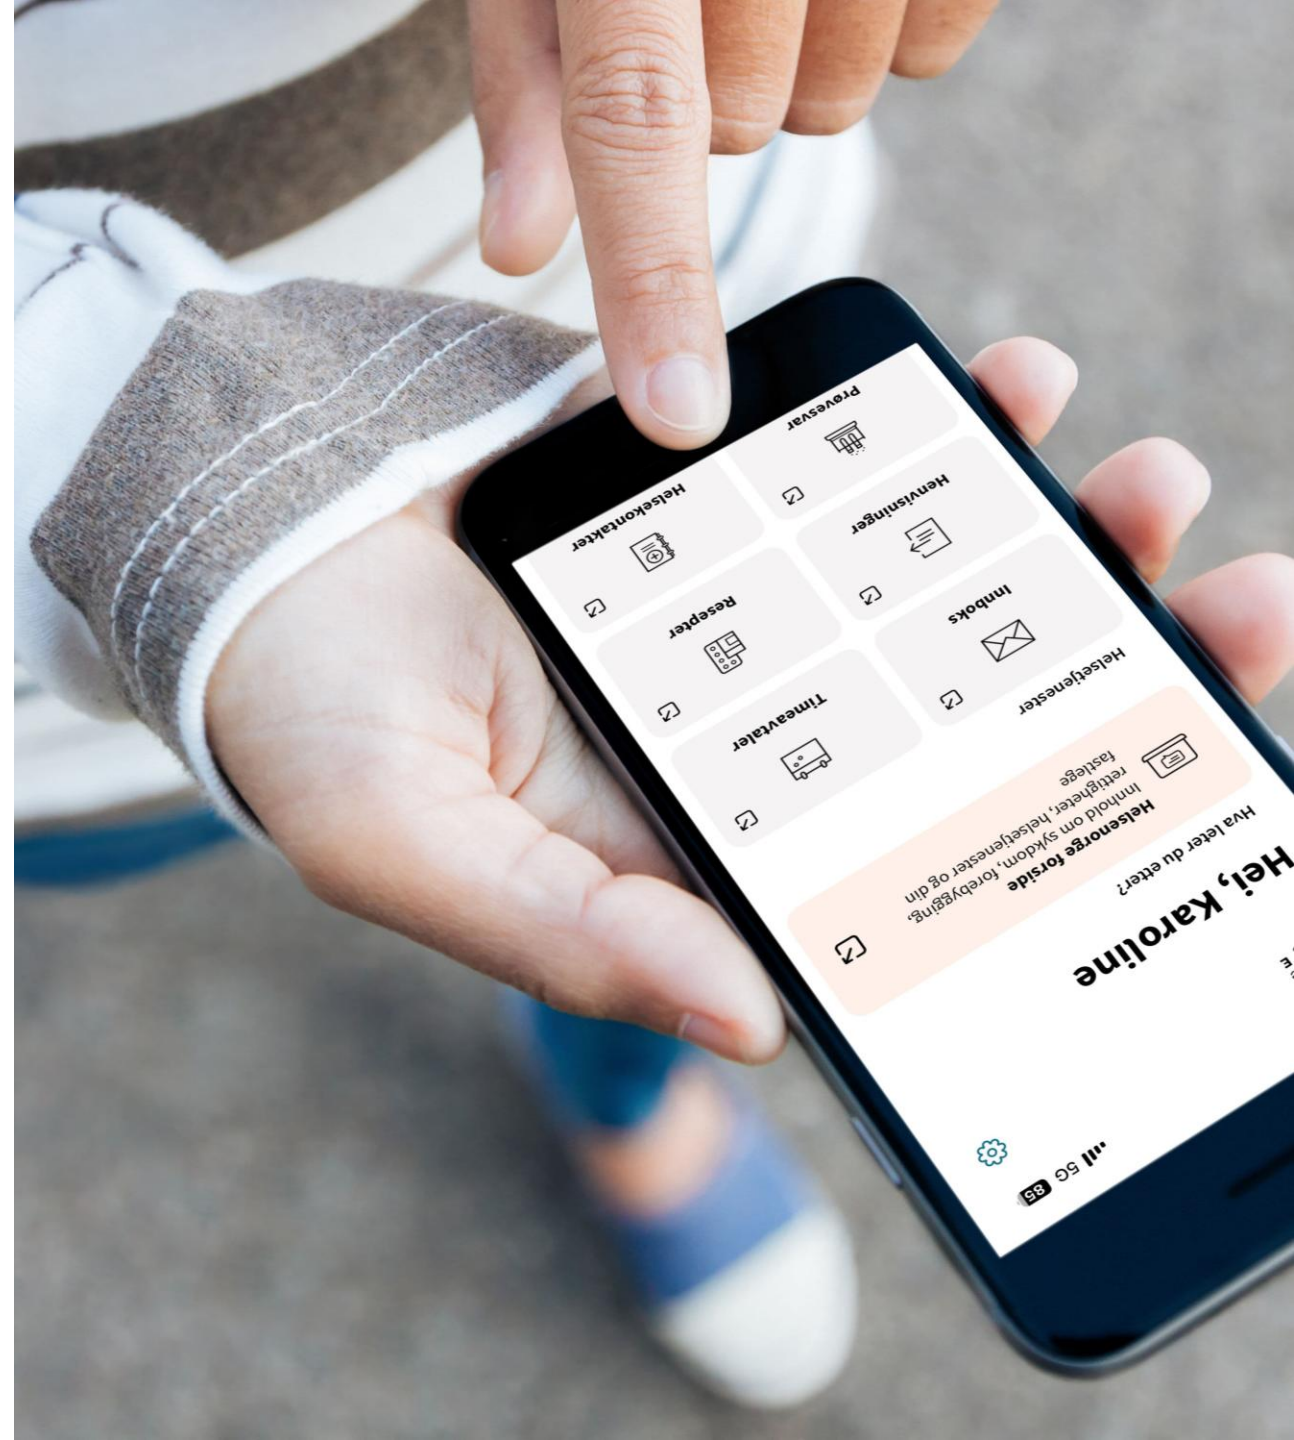 5G 85
Hei, Karoline
Hva leter du etter?
Helsenorge forside
Innhold om sykdom, forebygging,
rettigheter, helsetjenester og din
fastlege
Helsetjenester
Innboks
Timeavtaler
Henvisninger
Resepter
Prøvesvar
Helsekontakter